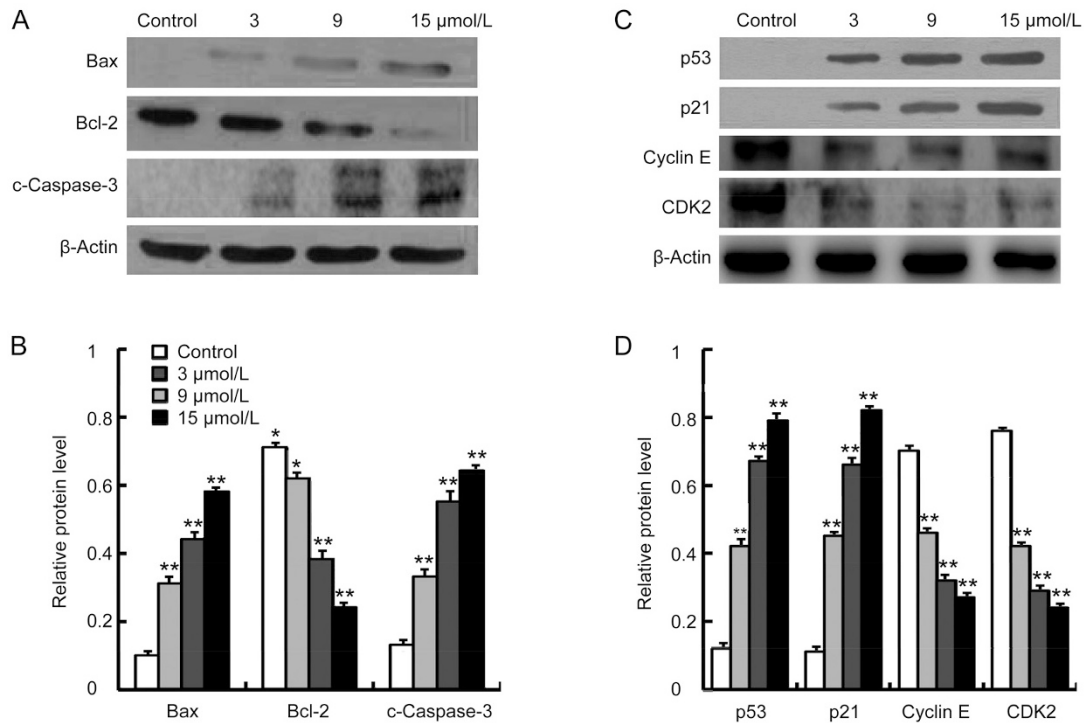 A
Control 3 9 15 μmol/L
Bax
Bcl-2
c-Caspase-3
β-Actin
B
1
0.8
0.6
0.4
0.2
0
Relative protein level
Control
3 μmol/L
9 μmol/L
15 μmol/L
** ** **
* * ** **
** ** **
Bax Bcl-2 c-Caspase-3
C
Control 3 9 15 μmol/L
p53
p21
Cyclin E
CDK2
β-Actin
D
1
0.8
0.6
0.4
0.2
0
Relative protein level
** ** **
** ** **
** ** **
** ** **
p53 p21 Cyclin E CDK2